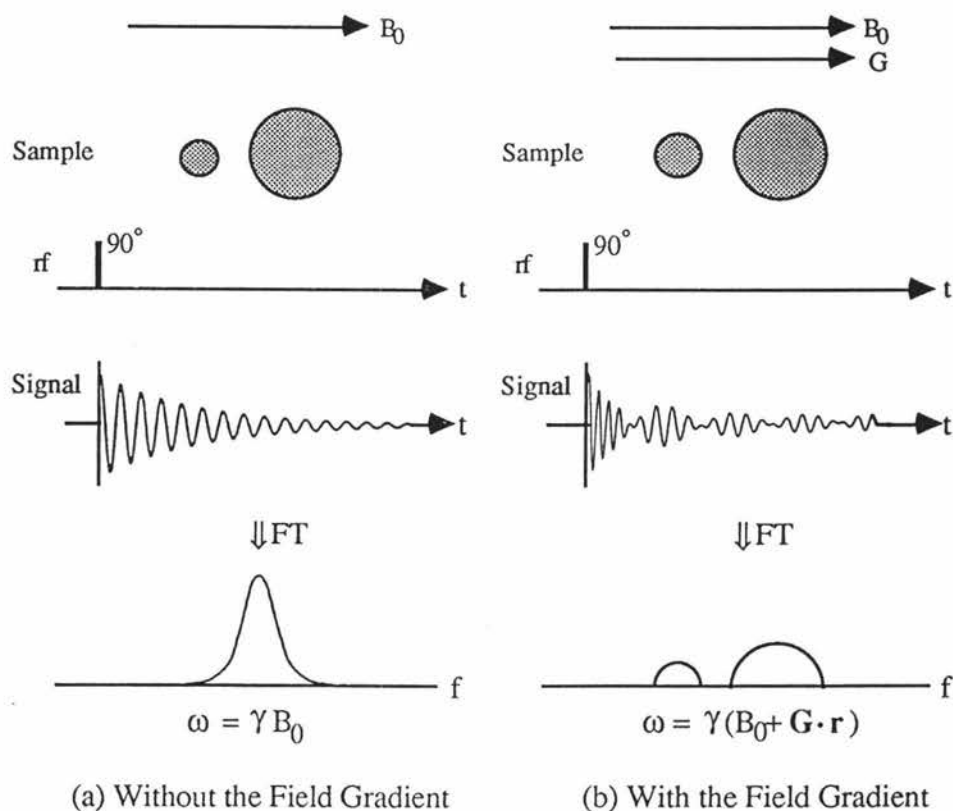 B₀
B₀
G
Sample
Sample
rf
90°
t
rf
90°
t
Signal
t
Signal
t
⇓FT
⇓FT
f
f
ω = γ B₀
ω = γ(B₀+ G·r)
(a) Without the Field Gradient
(b) With the Field Gradient